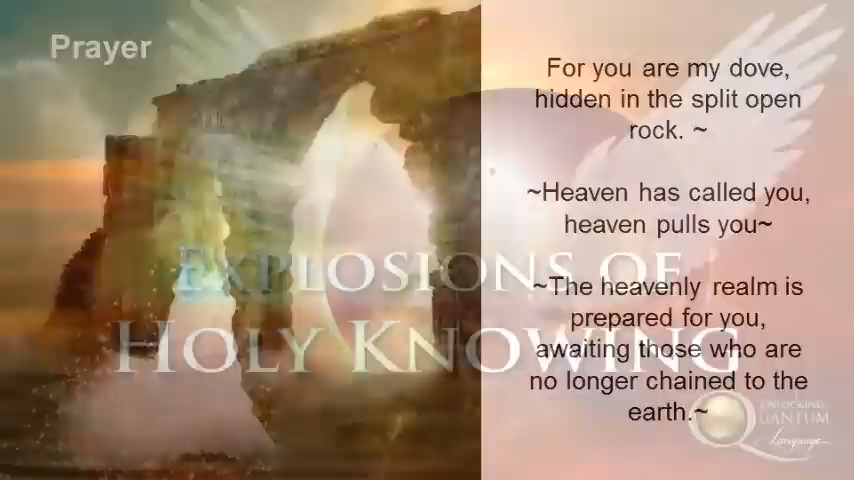 Prayer
For you are my dove,
hidden in the split open
rock. ~
~Heaven has called you,
heaven pulls you~
~The heavenly realm is
prepared for you,
awaiting those who are
no longer chained to the
earth.~
EXPLOSIONS OF
HOLY KNOWING
UNLOCKING
QUANTUM
Language